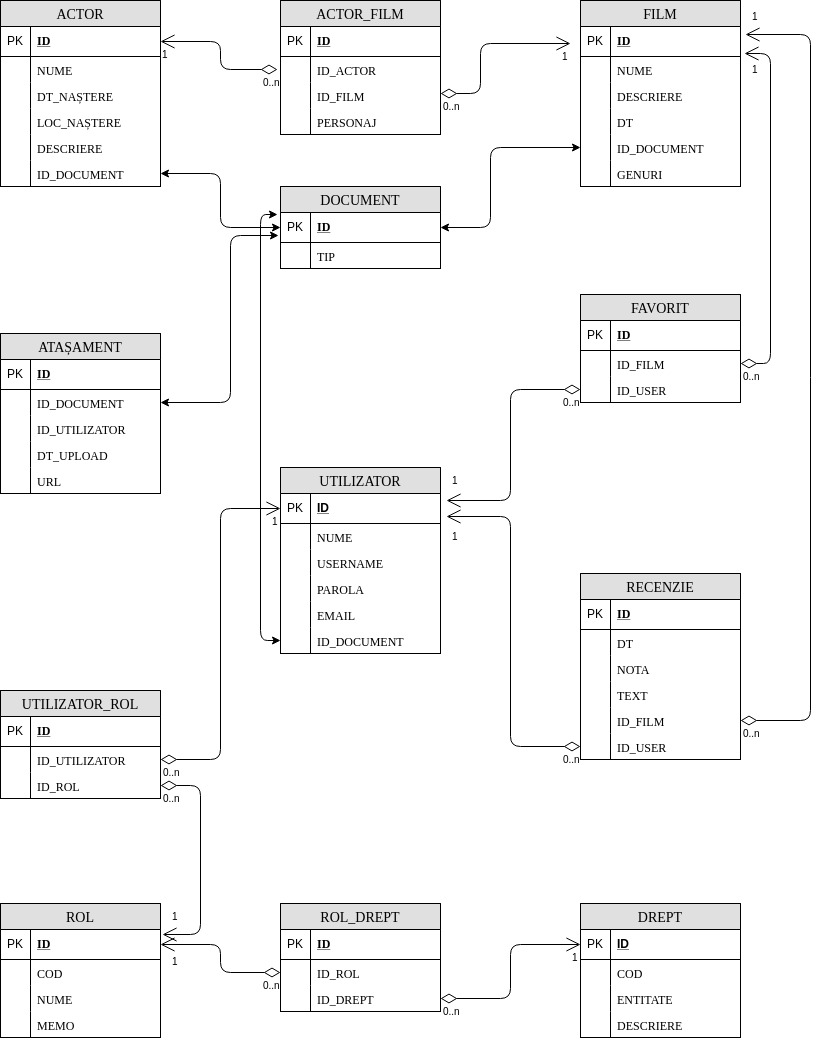 ACTOR
PK ID
NUME
DT_NAȘTERE
LOC_NAȘTERE
DESCRIERE
ID_DOCUMENT
1
ACTOR_FILM
PK ID
ID_ACTOR
ID_FILM
PERSONAJ
0..n
0..n
1
FILM
PK ID
NUME
DESCRIERE
DT
ID_DOCUMENT
GENURI
1
1
DOCUMENT
PK ID
TIP
FAVORIT
PK ID
ID_FILM
ID_USER
0..n
0..n
ATAȘAMENT
PK ID
ID_DOCUMENT
ID_UTILIZATOR
DT_UPLOAD
URL
UTILIZATOR
PK ID
NUME
USERNAME
PAROLA
EMAIL
ID_DOCUMENT
1
1
1
RECENZIE
PK ID
DT
NOTA
TEXT
ID_FILM
ID_USER
0..n
0..n
UTILIZATOR_ROL
PK ID
ID_UTILIZATOR
ID_ROL
0..n
0..n
ROL
PK ID
COD
NUME
MEMO
1
1
ROL_DREPT
PK ID
ID_ROL
ID_DREPT
0..n
0..n
1
DREPT
PK ID
COD
ENTITATE
DESCRIERE